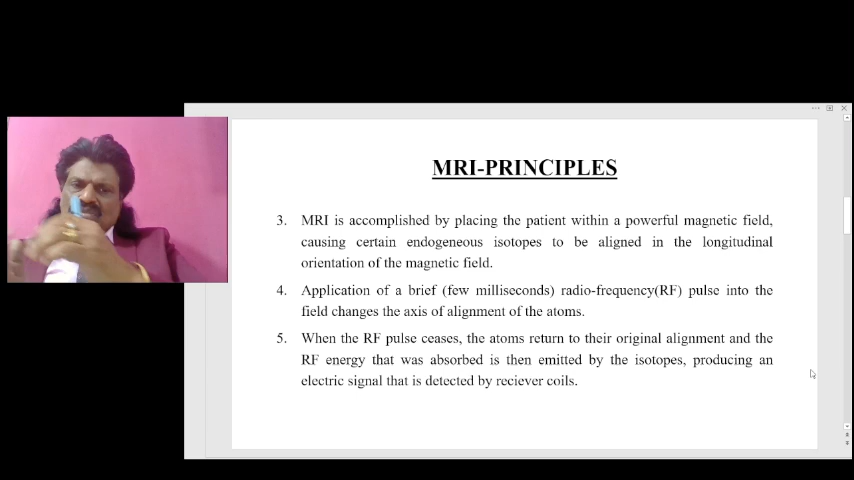 MRI-PRINCIPLES
3. MRI is accomplished by placing the patient within a powerful magnetic field,
causing certain endogeneous isotopes to be aligned in the longitudinal
orientation of the magnetic field.
4. Application of a brief (few milliseconds) radio-frequency(RF) pulse into the
field changes the axis of alignment of the atoms.
5. When the RF pulse ceases, the atoms return to their original alignment and the
RF energy that was absorbed is then emitted by the isotopes, producing an
electric signal that is detected by reciever coils.